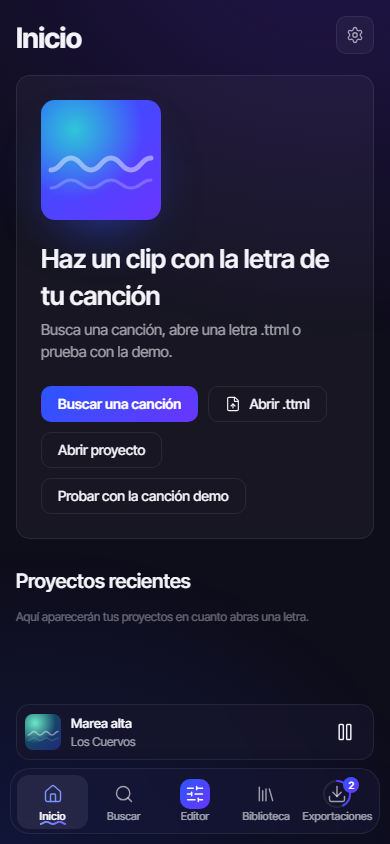 Inicio
Haz un clip con la letra de
tu canción
Busca una canción, abre una letra .ttml o
prueba con la demo.
Buscar una canción
Abrir .ttml
Abrir proyecto
Probar con la canción demo
Proyectos recientes
Aquí aparecerán tus proyectos en cuanto abras una letra.
Marea alta
Los Cuervos
2
Inicio
Buscar
Editor
Biblioteca
Exportaciones